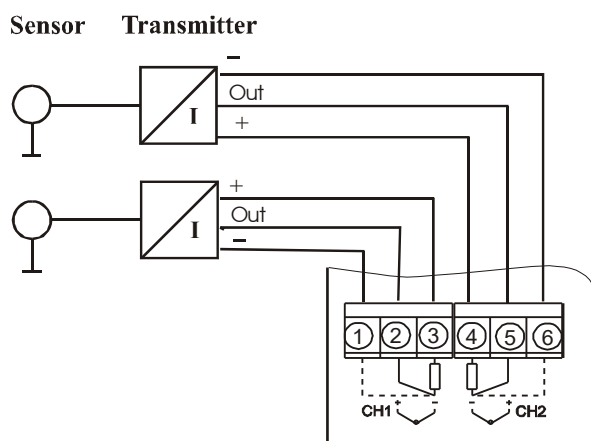 Sensor Transmitter
−
Out
I
+
+
Out
I
−
1 2 3 4 5 6
CH1 + − − + CH2